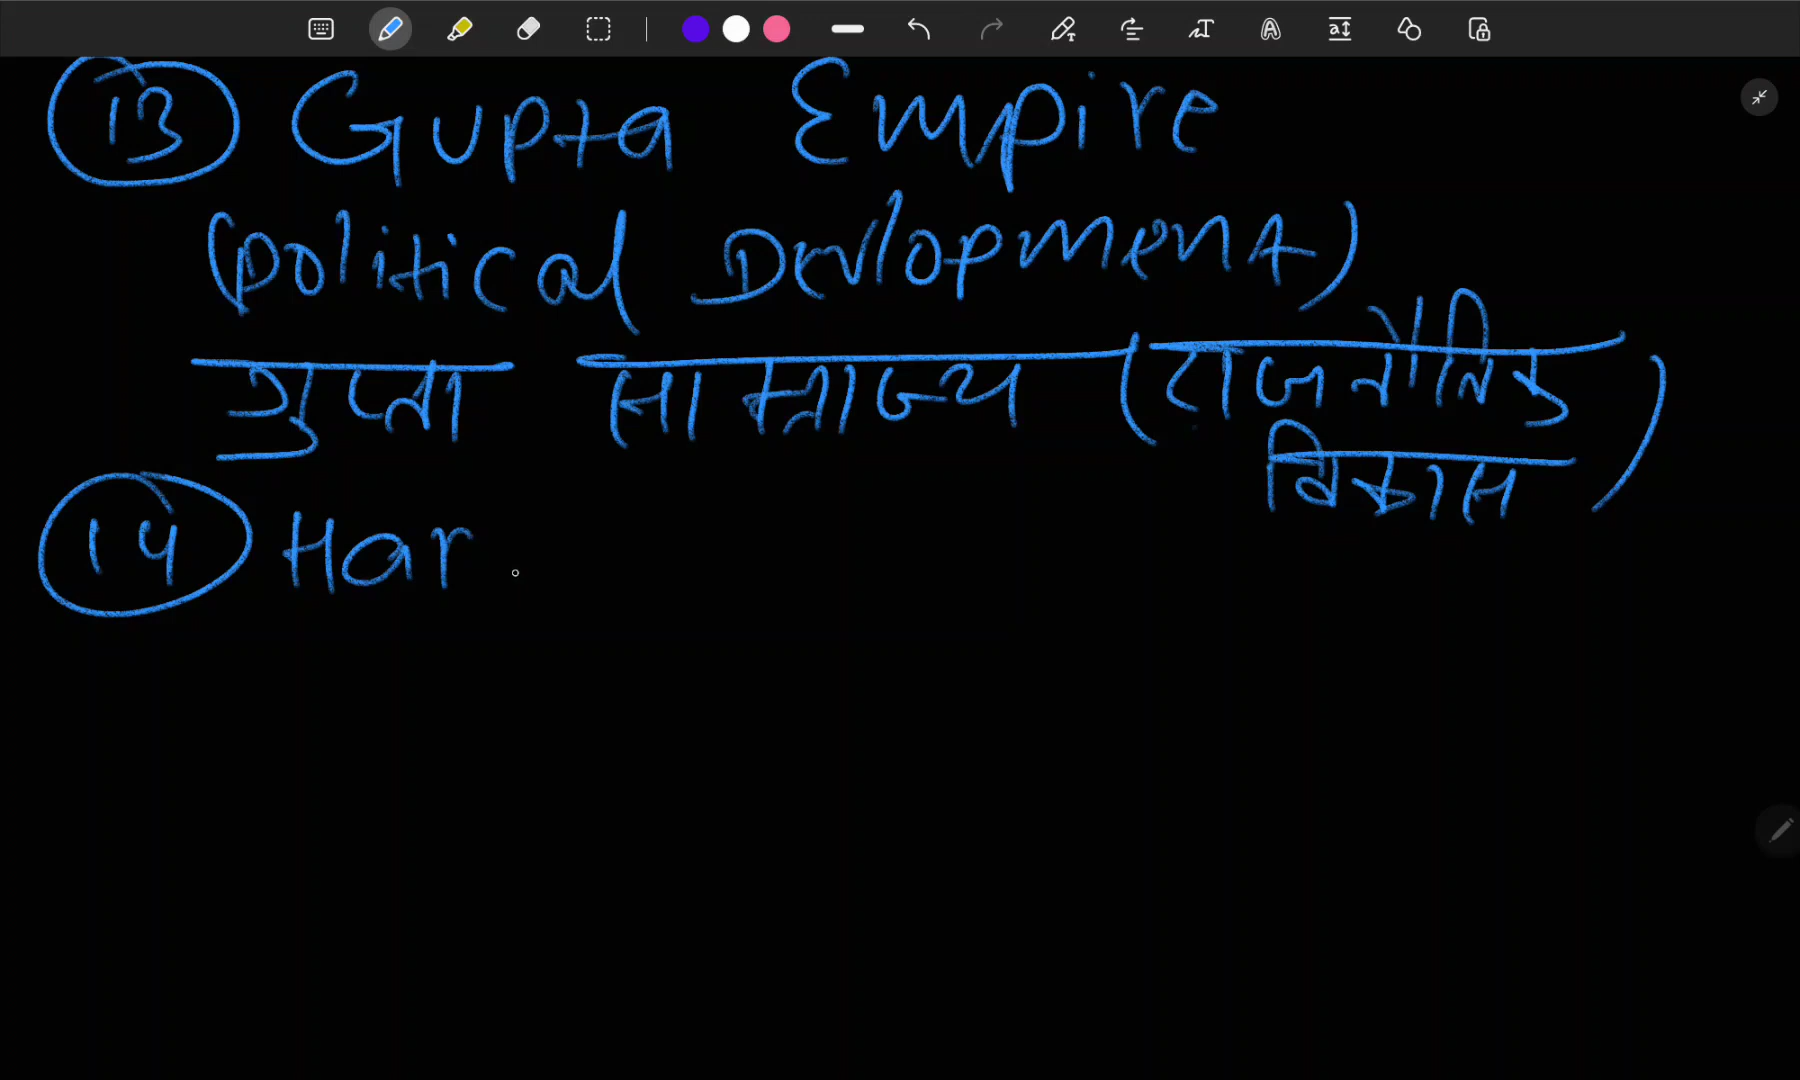 13 Gupta Empire
(political Devlopment)
गुप्ता साम्राज्य (राजनैतिक
विकास)
14 Har